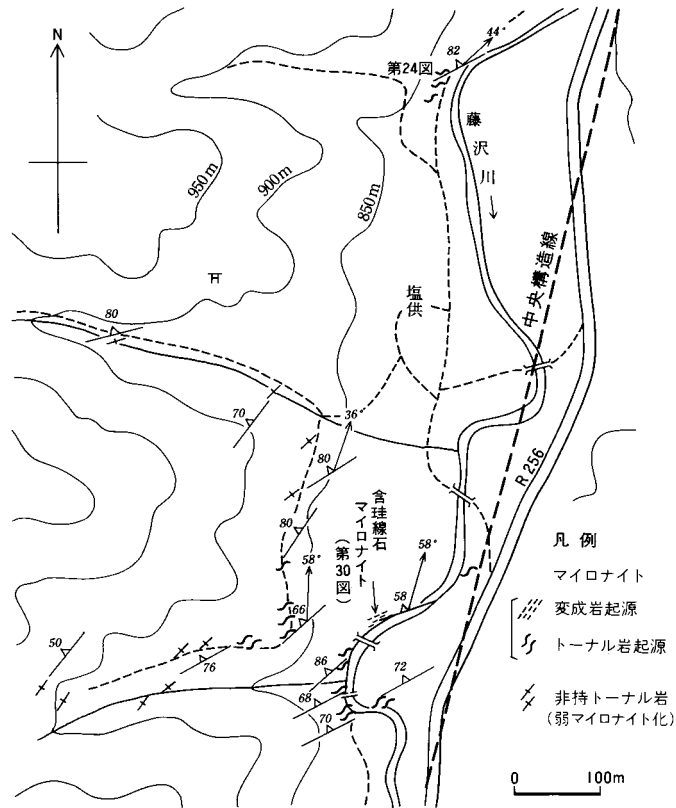 N
44°
82
第24図
藤沢川
950m
900m
850m
中央構造線
塩供
80
70
36°
80
R 256
80
含珪線石
マイロナイト
(第30図)
58°
58°
58
66
50
76
86
72
68
70
凡例
マイロナイト
変成岩起源
トーナル岩起源
非持トーナル岩
(弱マイロナイト化)
0 100m